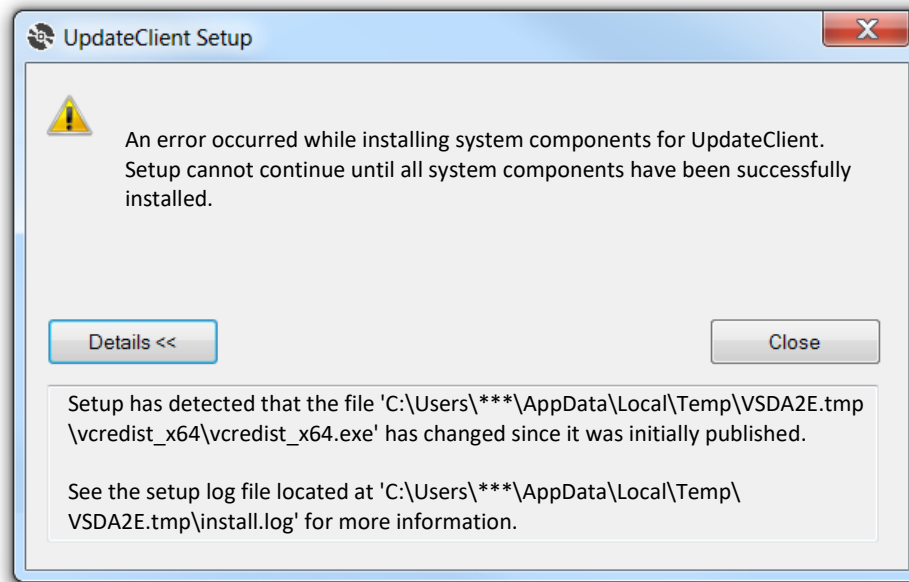 UpdateClient Setup
An error occurred while installing system components for UpdateClient.
Setup cannot continue until all system components have been successfully
installed.
Details <<
Close
Setup has detected that the file 'C:\Users\***\AppData\Local\Temp\VSDA2E.tmp
\vcredist_x64\vcredist_x64.exe' has changed since it was initially published.
See the setup log file located at 'C:\Users\***\AppData\Local\Temp\
VSDA2E.tmp\install.log' for more information.